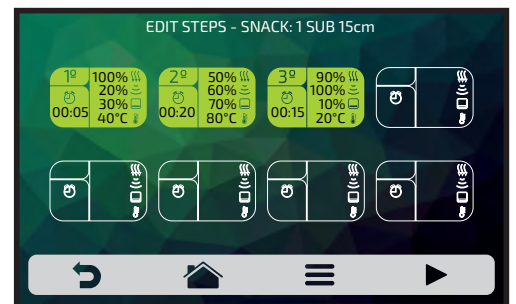 EDIT STEPS - SNACK: 1 SUB 15cm
1º 100%
20%
30%
00:05 40°C
2º 50%
60%
70%
00:20 80°C
3º 90%
100%
10%
00:15 20°C